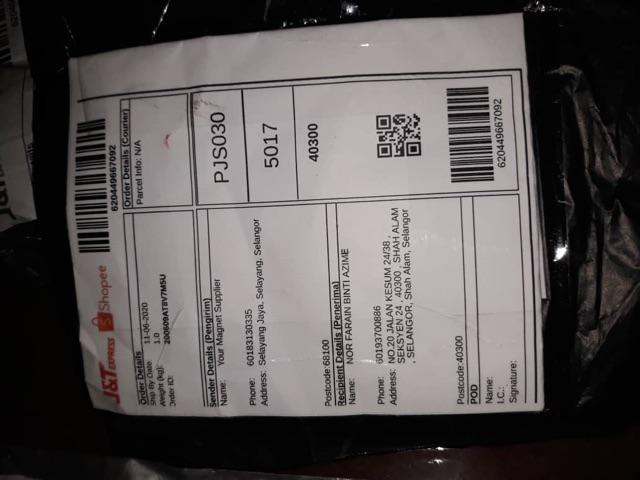 J&T EXPRESS Shopee
620449667092
Order Details
Ship By Date: 11-06-2020
Weight (kg): 1.0
Order ID: 200609AT8V7M5U
Order Details (Courier)
Parcel Info: N/A
Sender Details (Pengirim)
Name: Your Magnet Supplier
Phone: 60183130335
Address: Selayang Jaya, Selayang, Selangor
Postcode:68100
PJS030
5017
40300
Recipient Details (Penerima)
Name: NOR FARAIN BINTI AZIME
Phone: 60193700886
Address: NO.20 JALAN KESUM 24/38 ,
SEKSYEN 24 , 40300 , SHAH ALAM
, SELANGOR, Shah Alam, Selangor
Postcode:40300
POD
Name:
I.C.:
Signature:
620449667092